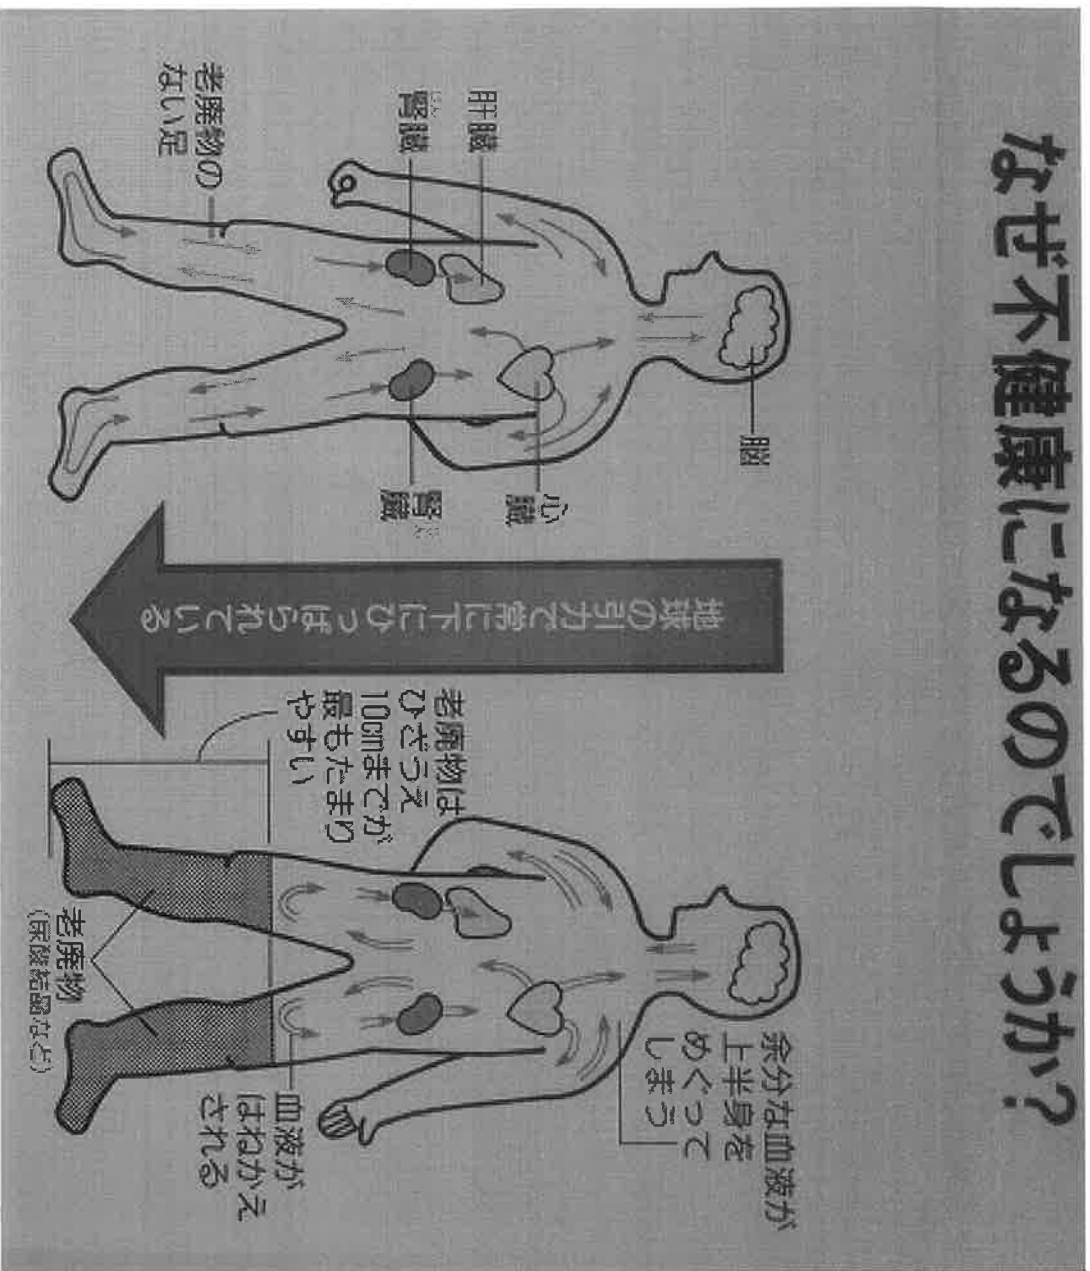 なぜ不健康になるのでしょうか?
脳
肝臓
腎臓
心臓
腎臓
老廃物の
ない足
地球の引力で常に下にひっぱられている
余分な血液が
上半身を
めぐって
しまう
老廃物は
ひざうえ
10cmまでが
最もたまり
やすい
血液が
はねかえ
される
老廃物
(尿酸結晶など)